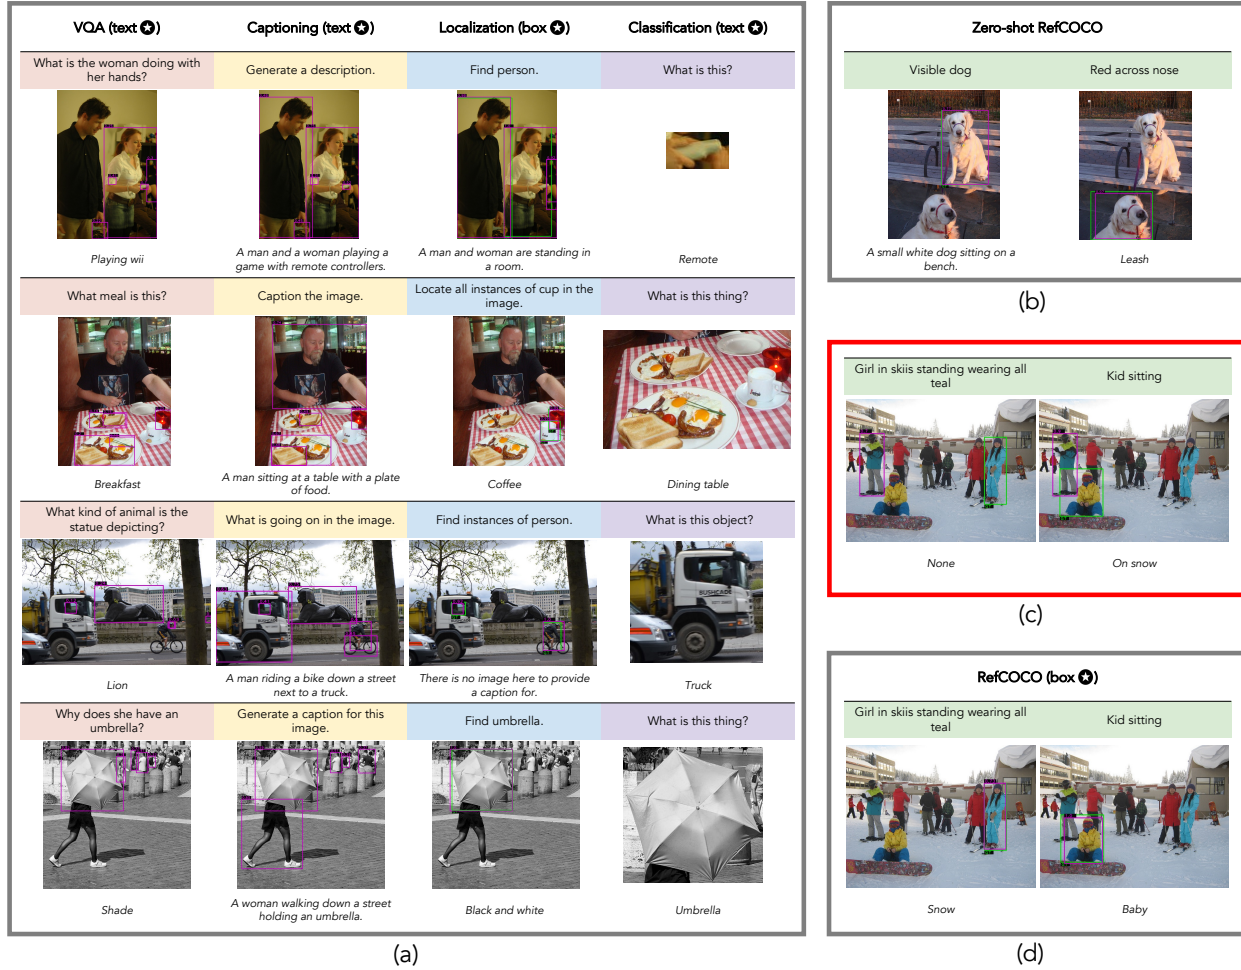 VQA (text ★)
Captioning (text ★)
Localization (box ★)
Classification (text ★)
What is the woman doing with
her hands?
Generate a description.
Find person.
What is this?
Playing wii
A man and a woman playing a
game with remote controllers.
A man and woman are standing in
a room.
Remote
What meal is this?
Caption the image.
Locate all instances of cup in the
image.
What is this thing?
Breakfast
A man sitting at a table with a plate
of food.
Coffee
Dining table
What kind of animal is the
statue depicting?
What is going on in the image.
Find instances of person.
What is this object?
BUSHCADE
Lion
A man riding a bike down a street
next to a truck.
There is no image here to provide
a caption for.
Truck
Why does she have an
umbrella?
Generate a caption for this
image.
Find umbrella.
What is this thing?
Shade
A woman walking down a street
holding an umbrella.
Black and white
Umbrella
(a)
Zero-shot RefCOCO
Visible dog
Red across nose
A small white dog sitting on a
bench.
Leash
(b)
Girl in skiis standing wearing all
teal
Kid sitting
None
On snow
(c)
RefCOCO (box ★)
Girl in skiis standing wearing all
teal
Kid sitting
Snow
Baby
(d)